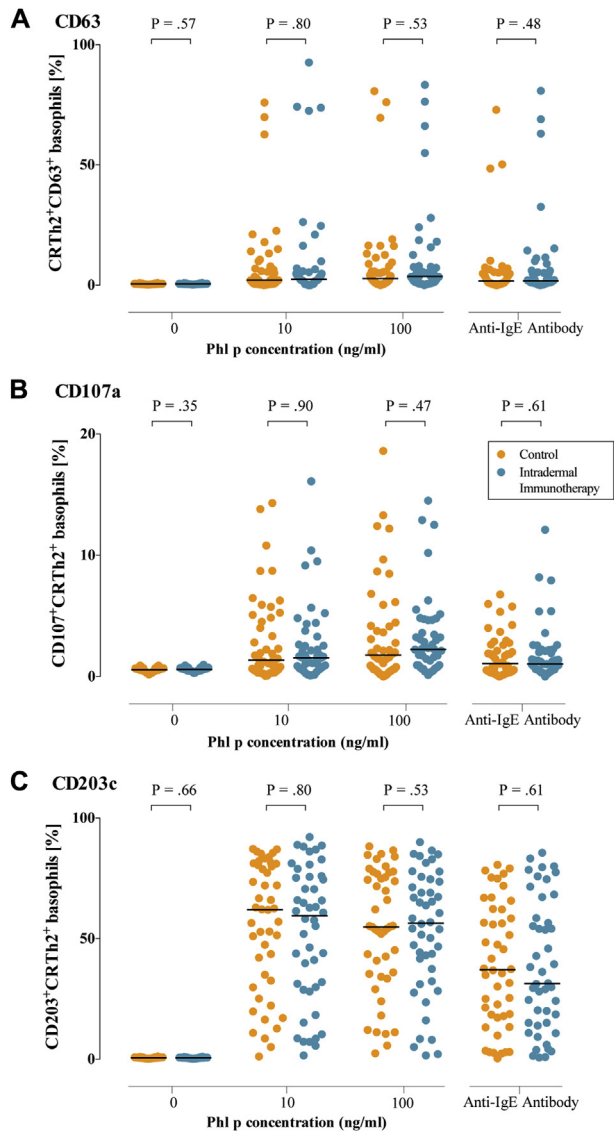 A CD63
P = .57 P = .80 P = .53 P = .48
CRTh2+CD63+ basophils [%]
100
50
0
0 10 100 Anti-IgE Antibody
Phl p concentration (ng/ml)
B CD107a
P = .35 P = .90 P = .47 P = .61
CD107+CRTh2+ basophils [%]
20
10
0
Control
Intradermal
Immunotherapy
0 10 100 Anti-IgE Antibody
Phl p concentration (ng/ml)
C CD203c
P = .66 P = .80 P = .53 P = .61
CD203+CRTh2+ basophils [%]
100
50
0
0 10 100 Anti-IgE Antibody
Phl p concentration (ng/ml)